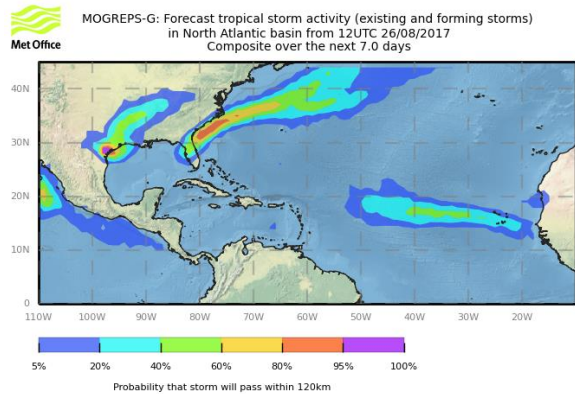 Met Office
MOGREPS-G: Forecast tropical storm activity (existing and forming storms)
in North Atlantic basin from 12UTC 26/08/2017
Composite over the next 7.0 days
40N
30N
20N
10N
0
110W 100W 90W 80W 70W 60W 50W 40W 30W 20W
5% 20% 40% 60% 80% 95% 100%
Probability that storm will pass within 120km